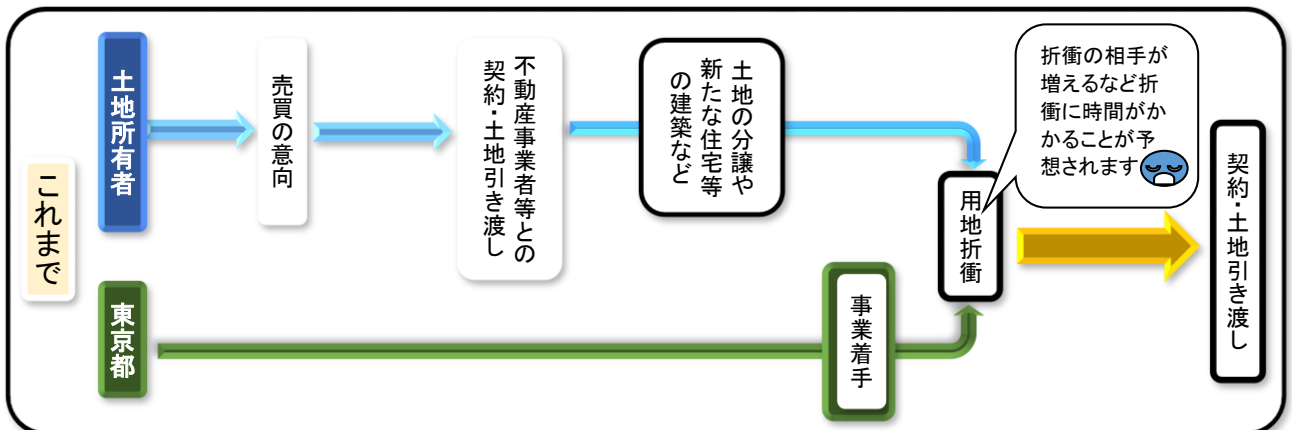 これまで
土地所有者
売買の意向
不動産事業者等との
契約・土地引き渡し
土地の分譲や
新たな住宅等
の建築など
東京都
事業着手
用地折衝
折衝の相手が
増えるなど折
衝に時間がか
かることが予
想されます
契約・土地引き渡し